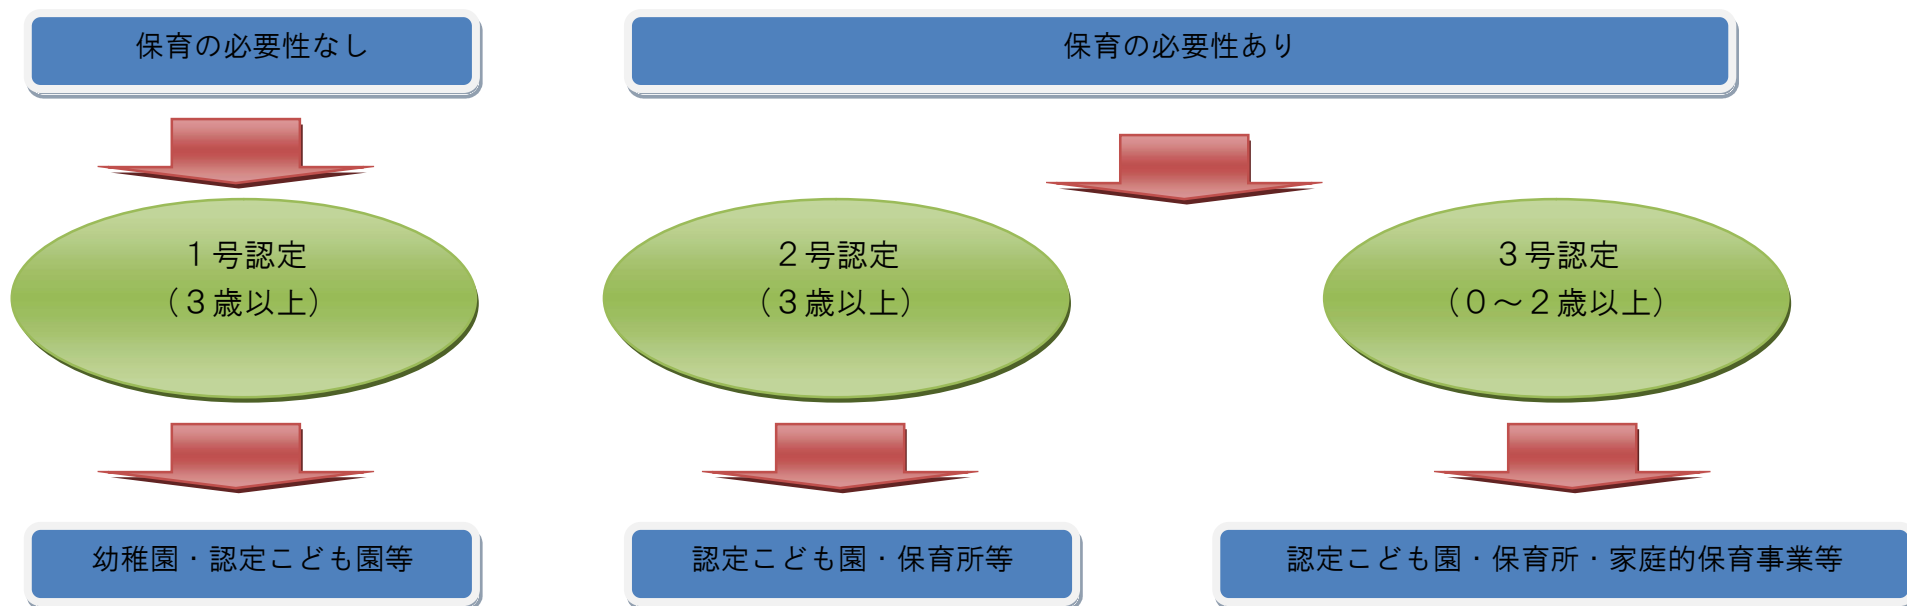 保育の必要性なし
保育の必要性あり
１号認定
（３歳以上）
２号認定
（３歳以上）
３号認定
（０～２歳以上）
幼稚園・認定こども園等
認定こども園・保育所等
認定こども園・保育所・家庭的保育事業等